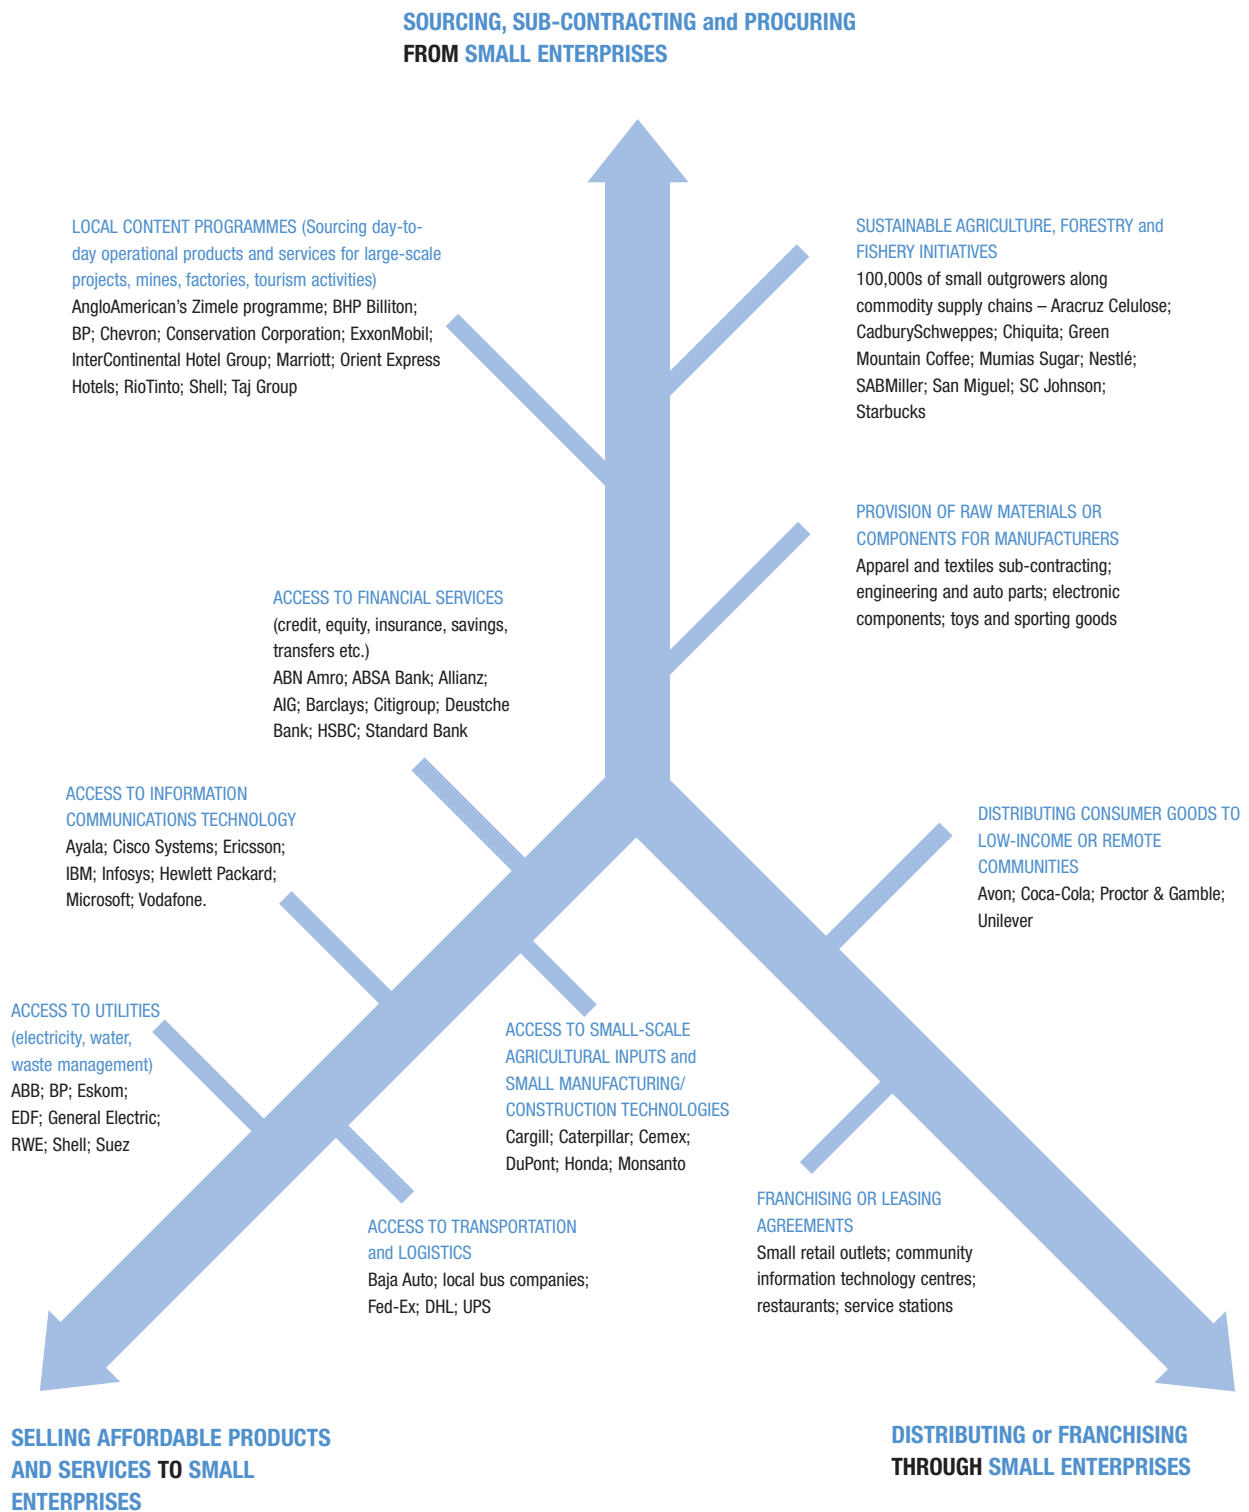 SOURCING, SUB-CONTRACTING and PROCURING
FROM SMALL ENTERPRISES
LOCAL CONTENT PROGRAMMES (Sourcing day-to-
day operational products and services for large-scale
projects, mines, factories, tourism activities)
AngloAmerican's Zimele programme; BHP Billiton;
BP; Chevron; Conservation Corporation; ExxonMobil;
InterContinental Hotel Group; Marriott; Orient Express
Hotels; RioTinto; Shell; Taj Group
SUSTAINABLE AGRICULTURE, FORESTRY and
FISHERY INITIATIVES
100,000s of small outgrowers along
commodity supply chains – Aracruz Celulose;
CadburySchweppes; Chiquita; Green
Mountain Coffee; Mumias Sugar; Nestlé;
SABMiller; San Miguel; SC Johnson;
Starbucks
PROVISION OF RAW MATERIALS OR
COMPONENTS FOR MANUFACTURERS
Apparel and textiles sub-contracting;
engineering and auto parts; electronic
components; toys and sporting goods
ACCESS TO FINANCIAL SERVICES
(credit, equity, insurance, savings,
transfers etc.)
ABN Amro; ABSA Bank; Allianz;
AIG; Barclays; Citigroup; Deustche
Bank; HSBC; Standard Bank
ACCESS TO INFORMATION
COMMUNICATIONS TECHNOLOGY
Ayala; Cisco Systems; Ericsson;
IBM; Infosys; Hewlett Packard;
Microsoft; Vodafone.
DISTRIBUTING CONSUMER GOODS TO
LOW-INCOME OR REMOTE
COMMUNITIES
Avon; Coca-Cola; Proctor & Gamble;
Unilever
ACCESS TO UTILITIES
(electricity, water,
waste management)
ABB; BP; Eskom;
EDF; General Electric;
RWE; Shell; Suez
ACCESS TO SMALL-SCALE
AGRICULTURAL INPUTS and
SMALL MANUFACTURING/
CONSTRUCTION TECHNOLOGIES
Cargill; Caterpillar; Cemex;
DuPont; Honda; Monsanto
ACCESS TO TRANSPORTATION
and LOGISTICS
Baja Auto; local bus companies;
Fed-Ex; DHL; UPS
FRANCHISING OR LEASING
AGREEMENTS
Small retail outlets; community
information technology centres;
restaurants; service stations
SELLING AFFORDABLE PRODUCTS
AND SERVICES TO SMALL
ENTERPRISES
DISTRIBUTING or FRANCHISING
THROUGH SMALL ENTERPRISES